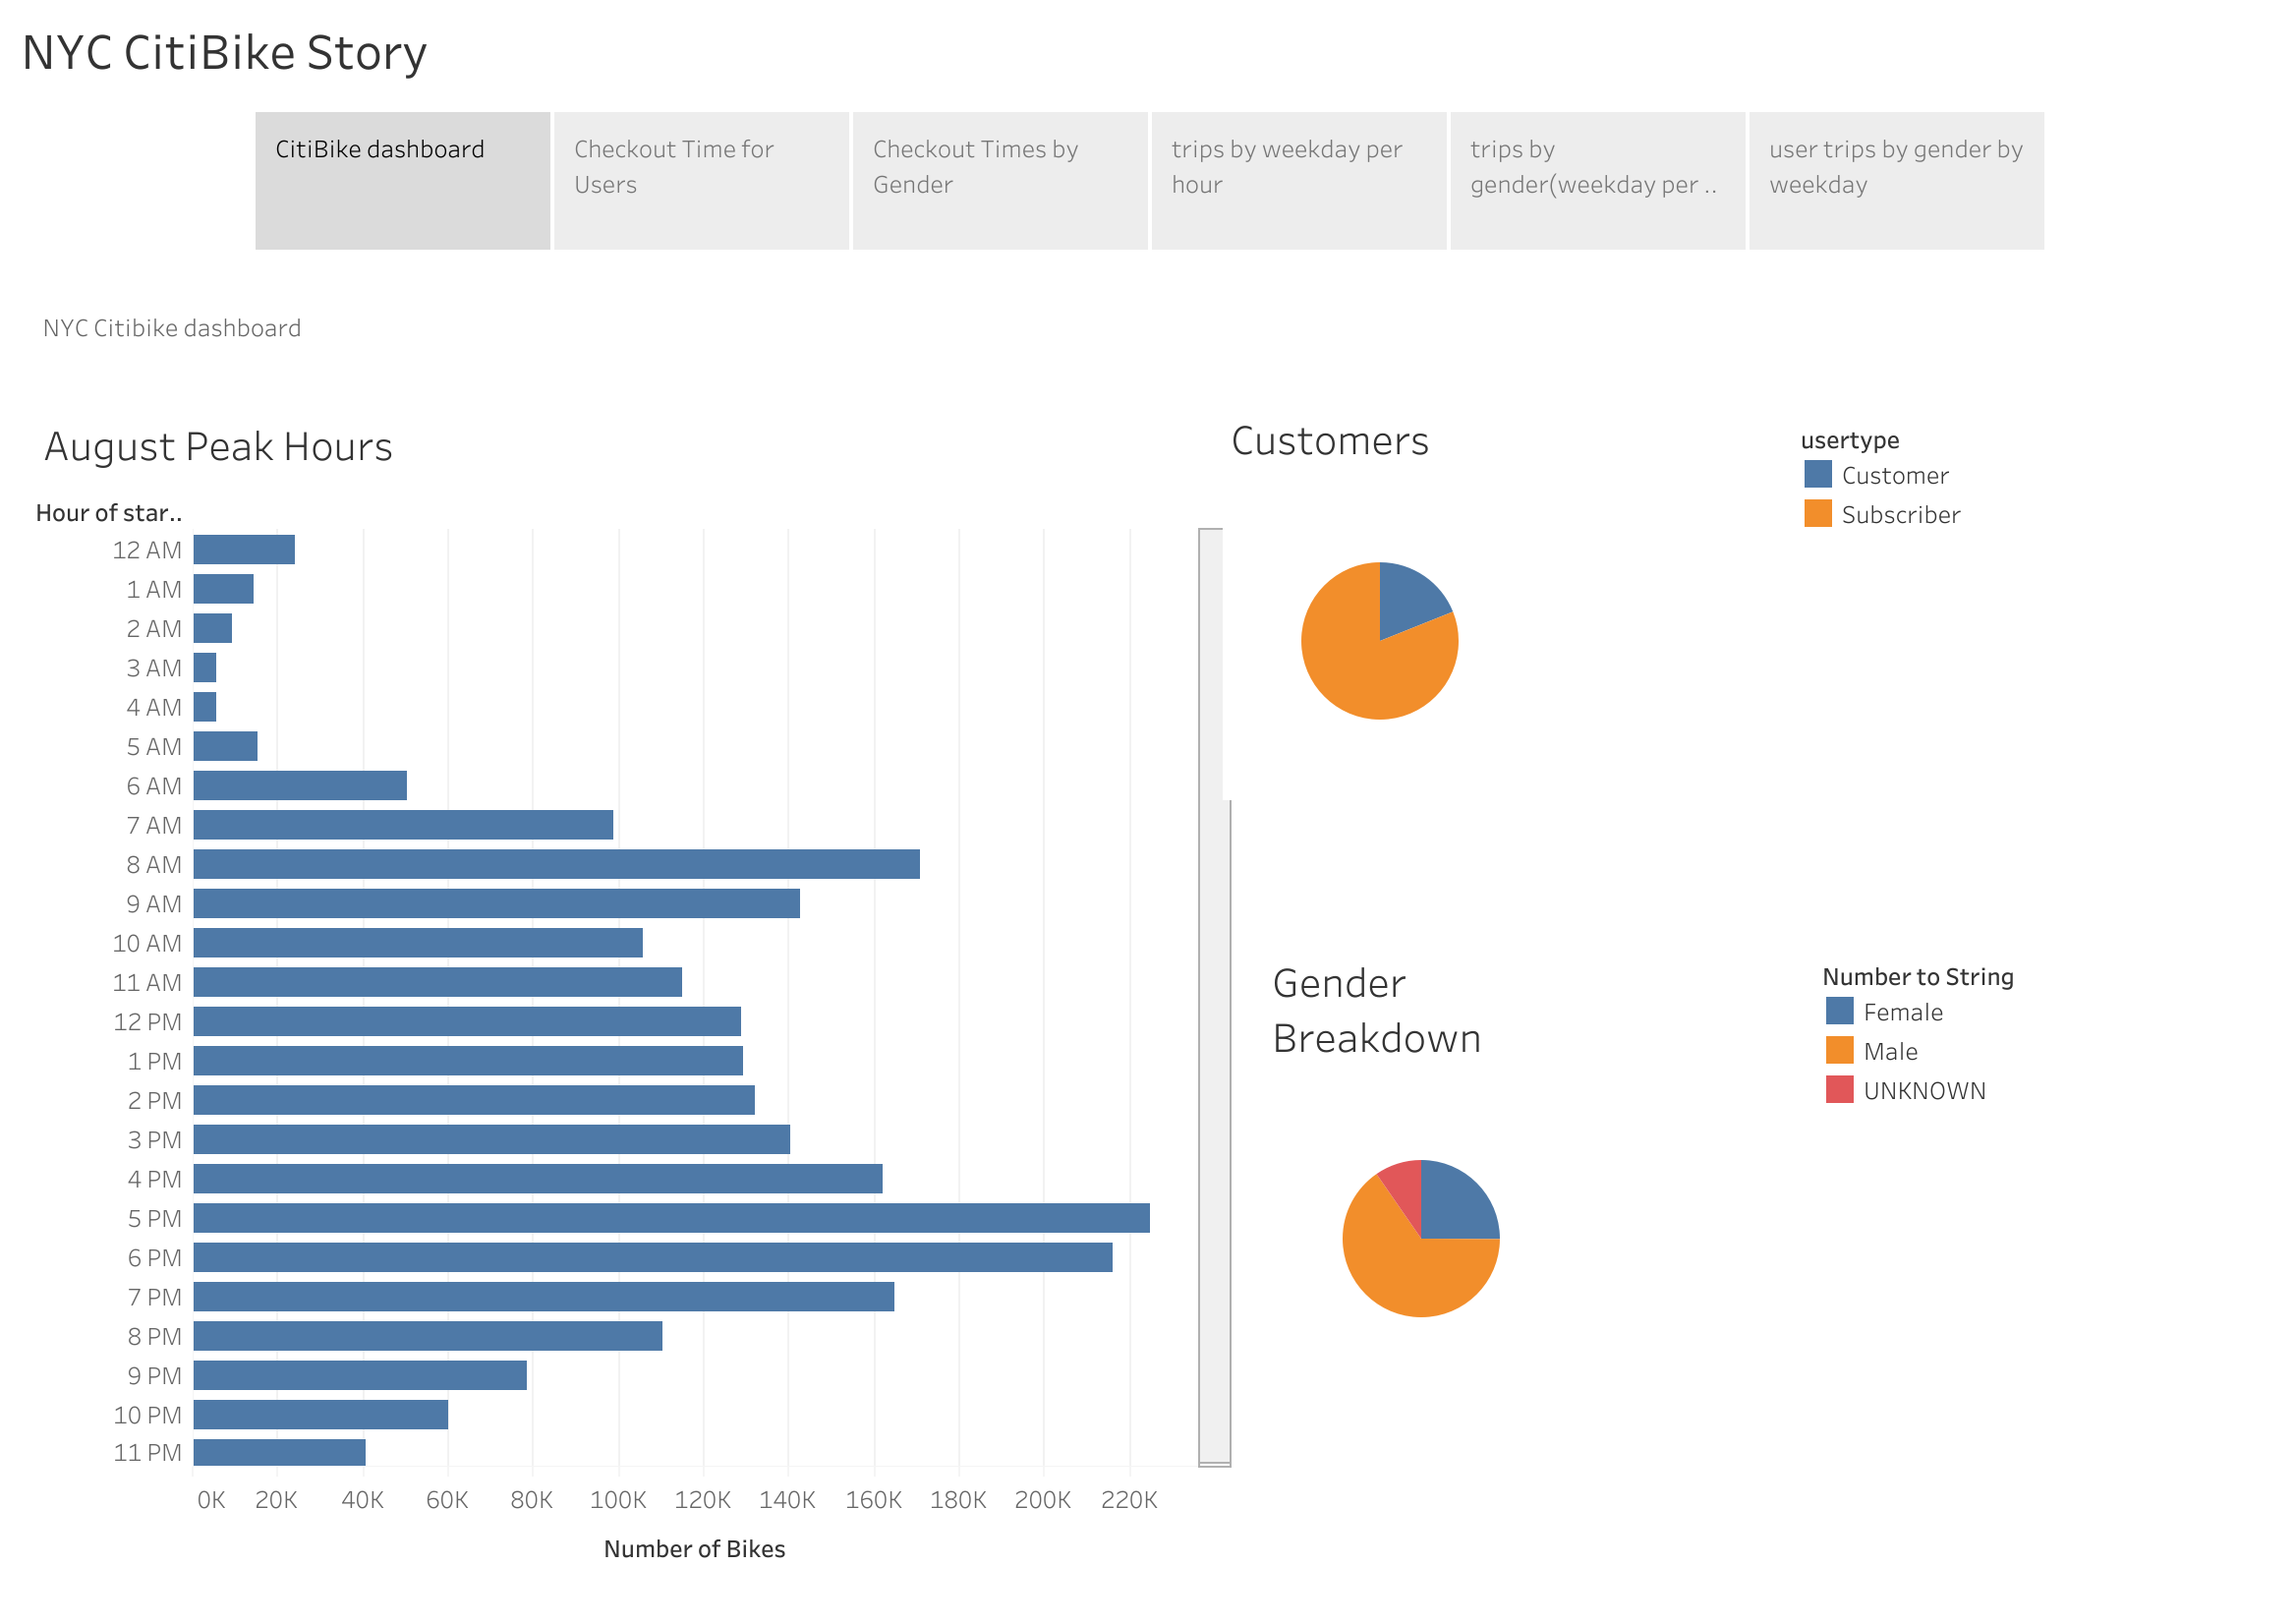 NYC CitiBike Story
CitiBike dashboard
Checkout Time for
Users
Checkout Times by
Gender
trips by weekday per
hour
trips by
gender(weekday per ..
user trips by gender by
weekday
NYC Citibike dashboard
August Peak Hours
Hour of star..
12 AM
1 AM
2 AM
3 AM
4 AM
5 AM
6 AM
7 AM
8 AM
9 AM
10 AM
11 AM
12 PM
1 PM
2 PM
3 PM
4 PM
5 PM
6 PM
7 PM
8 PM
9 PM
10 PM
11 PM
0K 20K 40K 60K 80K 100K 120K 140K 160K 180K 200K 220K
Number of Bikes
Customers
usertype
Customer
Subscriber
Gender
Breakdown
Number to String
Female
Male
UNKNOWN